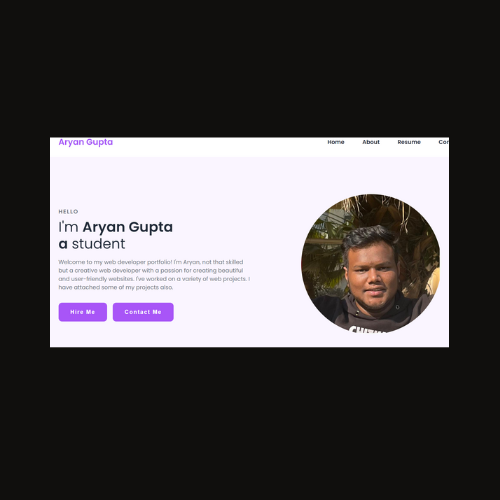 Aryan Gupta
Home About Resume
HELLO
I'm Aryan Gupta
a student
Welcome to my web developer portfolio! I'm Aryan, not that skilled
but a creative web developer with a passion for creating beautiful
and user-friendly websites. I've worked on a variety of web projects. I
have attached some of my projects also.
Hire Me Contact Me